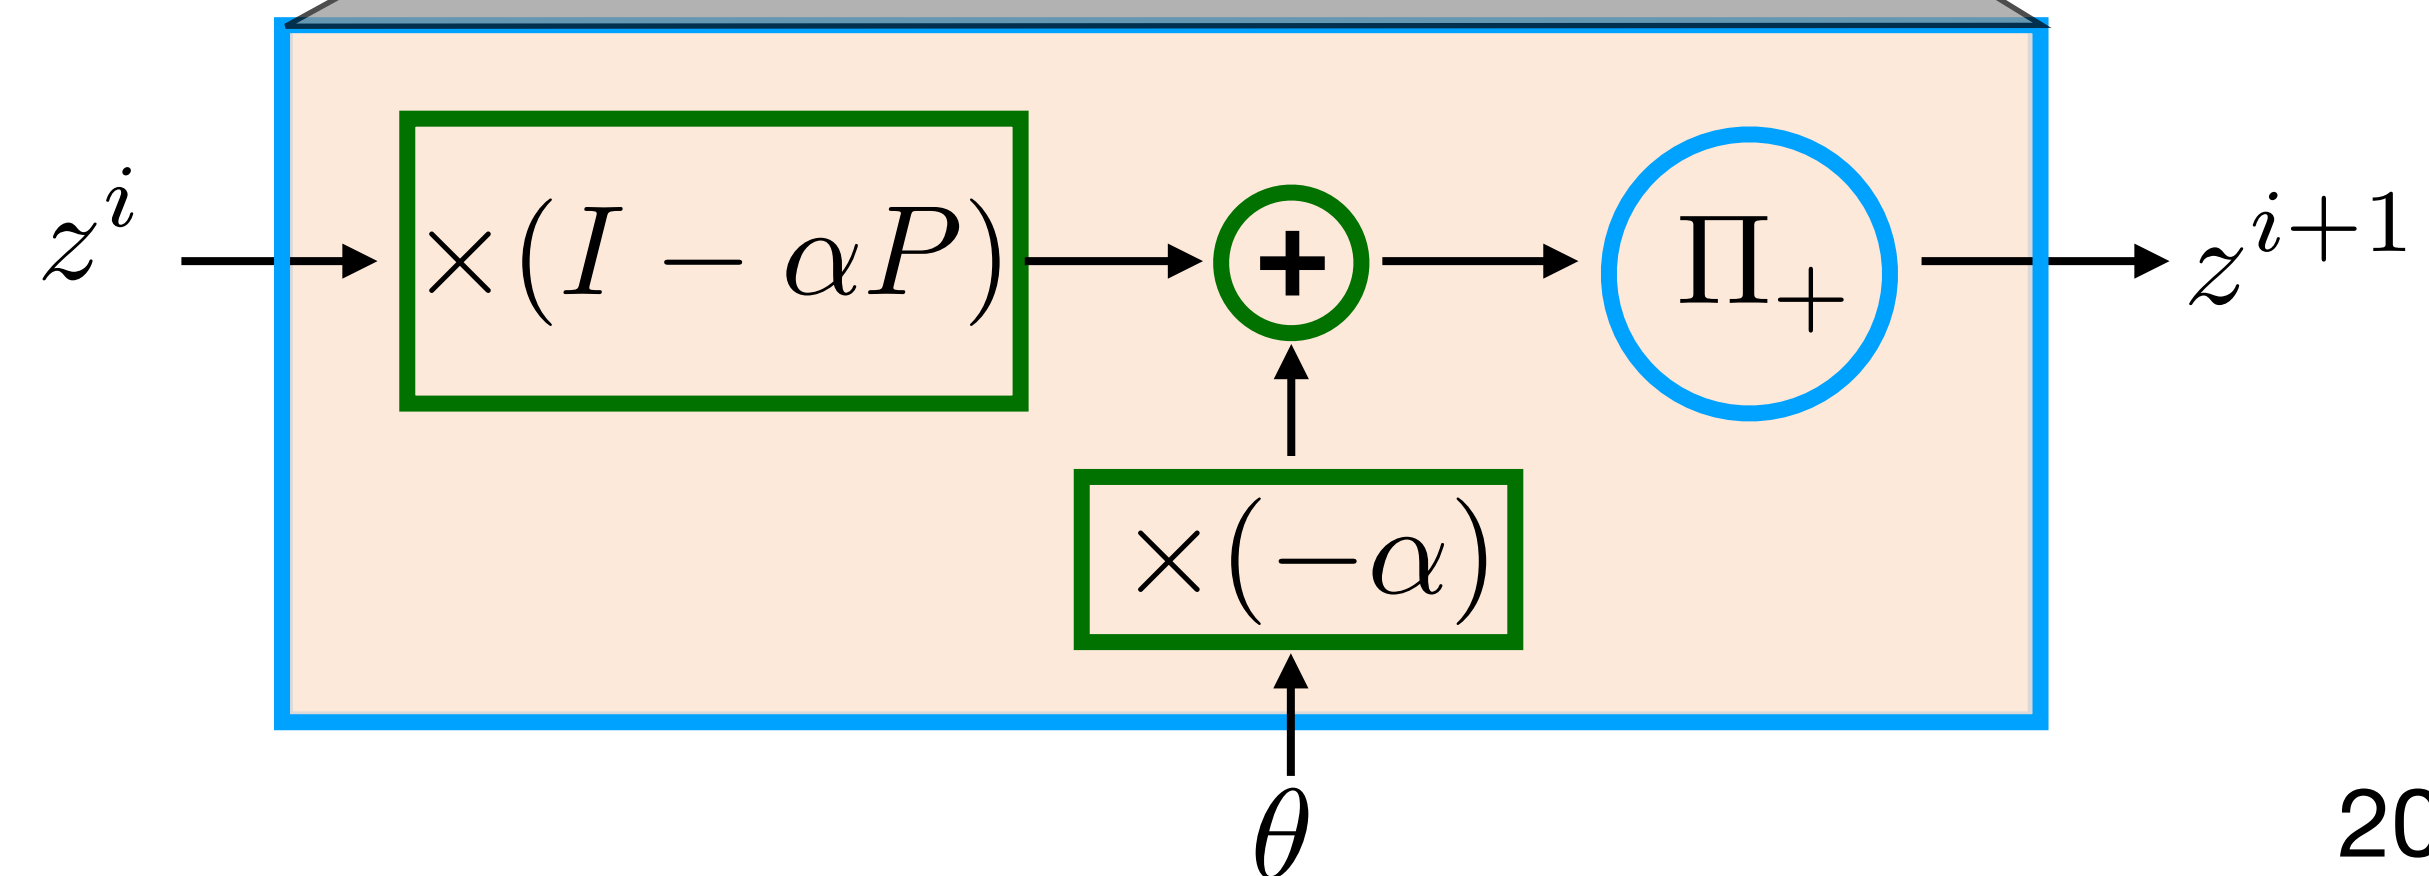 z^i
×(I − αP)
+
Π_+
z^{i+1}
×(−α)
θ
20